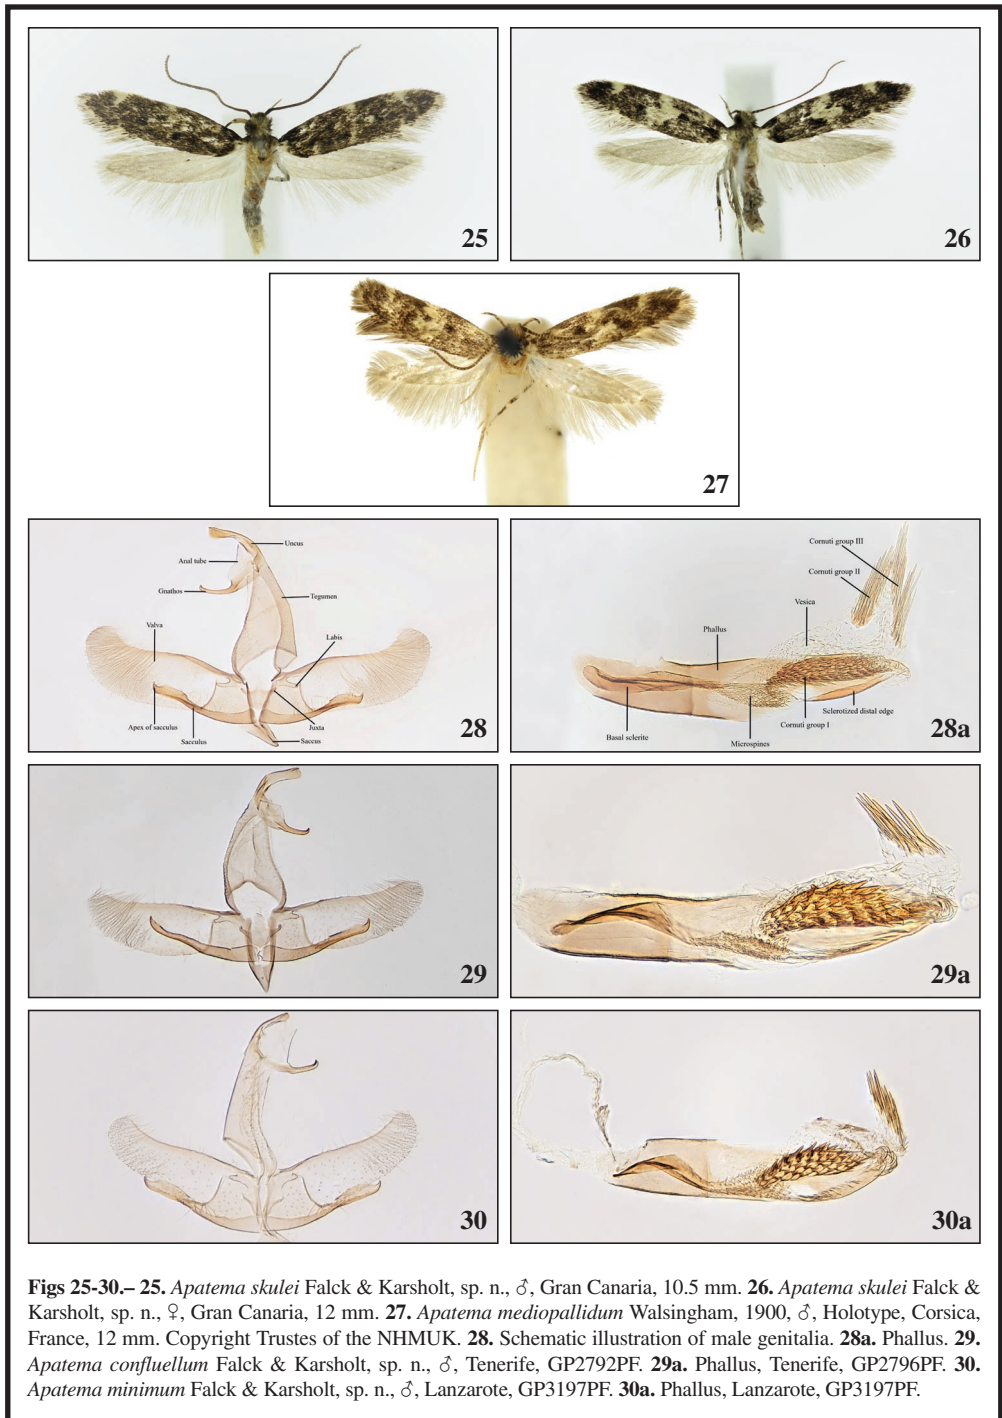 25
26
27
Uncus
Anal tube
Gnathos
Tegumen
Valva
Labis
Apex of sacculus
Sacculus
Juxta
Saccus
28
Cornuti group III
Cornuti group II
Vesica
Phallus
Basal sclerite
Microspines
Cornuti group I
Sclerotized distal edge
28a
29
29a
30
30a
Figs 25-30.– 25. Apatema skulei Falck & Karsholt, sp. n., ♂, Gran Canaria, 10.5 mm. 26. Apatema skulei Falck &
Karsholt, sp. n., ♀, Gran Canaria, 12 mm. 27. Apatema mediopallidum Walsingham, 1900, ♂, Holotype, Corsica,
France, 12 mm. Copyright Trustes of the NHMUK. 28. Schematic illustration of male genitalia. 28a. Phallus. 29.
Apatema confluellum Falck & Karsholt, sp. n., ♂, Tenerife, GP2792PF. 29a. Phallus, Tenerife, GP2796PF. 30.
Apatema minimum Falck & Karsholt, sp. n., ♂, Lanzarote, GP3197PF. 30a. Phallus, Lanzarote, GP3197PF.